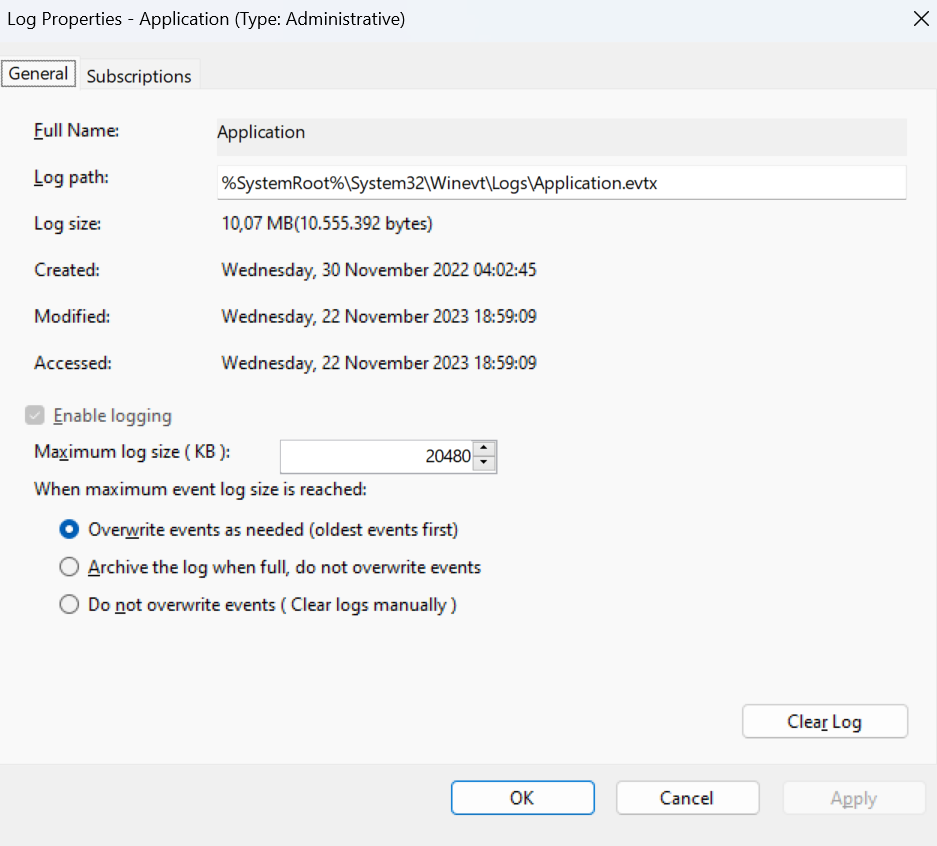 Log Properties - Application (Type: Administrative)
General
Subscriptions
Full Name: Application
Log path: %SystemRoot%\System32\Winevt\Logs\Application.evtx
Log size: 10,07 MB(10.555.392 bytes)
Created: Wednesday, 30 November 2022 04:02:45
Modified: Wednesday, 22 November 2023 18:59:09
Accessed: Wednesday, 22 November 2023 18:59:09
Enable logging
Maximum log size ( KB ): 20480
When maximum event log size is reached:
Overwrite events as needed (oldest events first)
Archive the log when full, do not overwrite events
Do not overwrite events ( Clear logs manually )
Clear Log
OK Cancel Apply